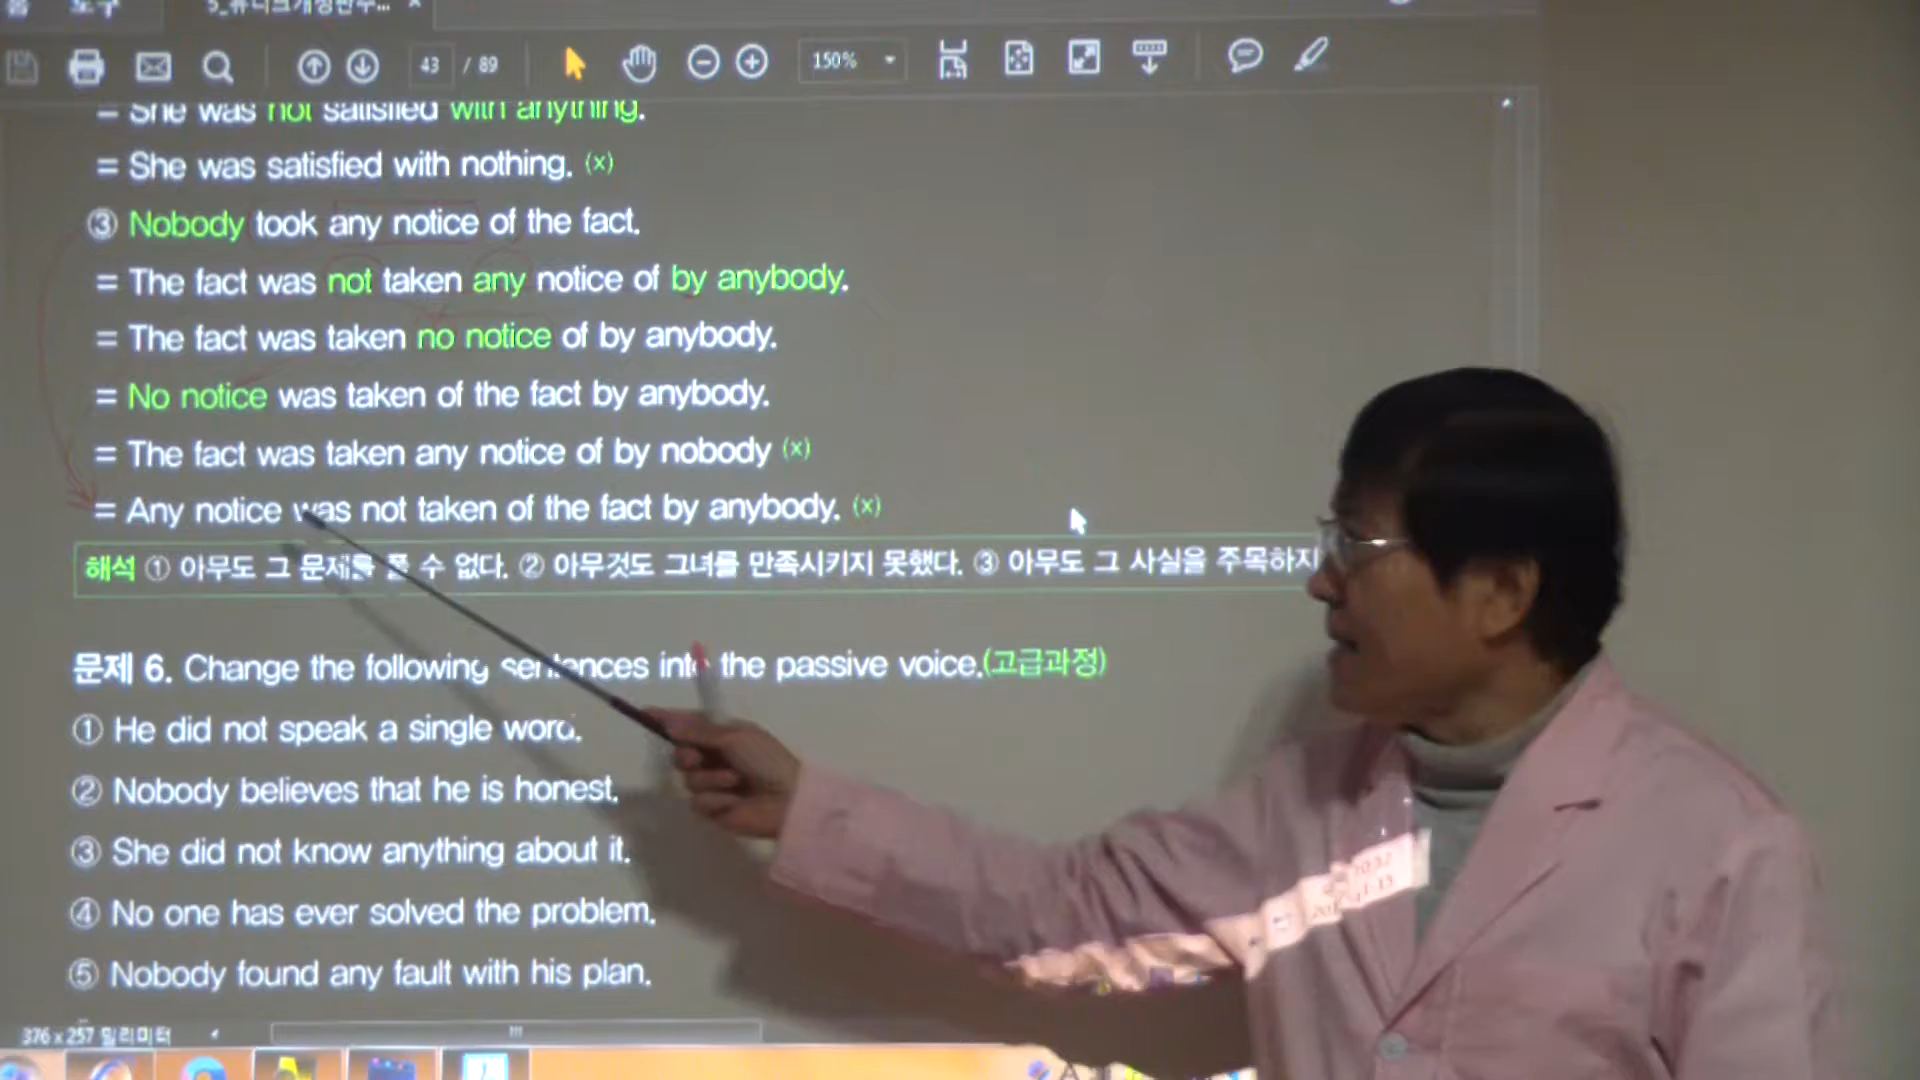 도구
43 / 89
150%
= She was not satisfied with anything.
= She was satisfied with nothing. (x)
③ Nobody took any notice of the fact.
= The fact was not taken any notice of by anybody.
= The fact was taken no notice of by anybody.
= No notice was taken of the fact by anybody.
= The fact was taken any notice of by nobody (x)
= Any notice was not taken of the fact by anybody. (x)
해석 ① 아무도 그 문제를 풀 수 없다. ② 아무것도 그녀를 만족시키지 못했다. ③ 아무도 그 사실을 주목하지
문제 6. Change the following sentences into the passive voice.(고급과정)
① He did not speak a single word.
② Nobody believes that he is honest.
③ She did not know anything about it.
④ No one has ever solved the problem.
⑤ Nobody found any fault with his plan.
376 x 257 밀리미터